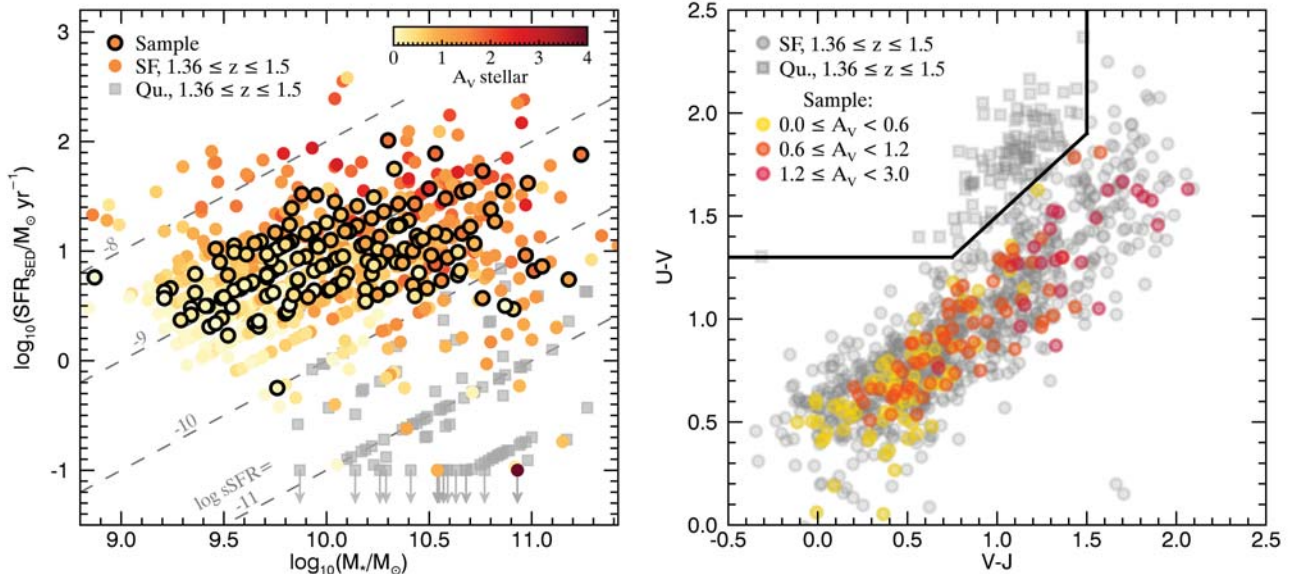 3
2
1
0
-1
9.0 9.5 10.0 10.5 11.0
log₁₀(M*/M☉)
log₁₀(SFR_SED/M☉ yr⁻¹)
Sample
SF, 1.36 ≤ z ≤ 1.5
Qu., 1.36 ≤ z ≤ 1.5
0 1 2 3 4
A_V stellar
-8
-9
-10
log sSFR=
-11
2.5
2.0
1.5
1.0
0.5
0.0
-0.5 0.0 0.5 1.0 1.5 2.0 2.5
V-J
U-V
SF, 1.36 ≤ z ≤ 1.5
Qu., 1.36 ≤ z ≤ 1.5
Sample:
0.0 ≤ A_V < 0.6
0.6 ≤ A_V < 1.2
1.2 ≤ A_V < 3.0